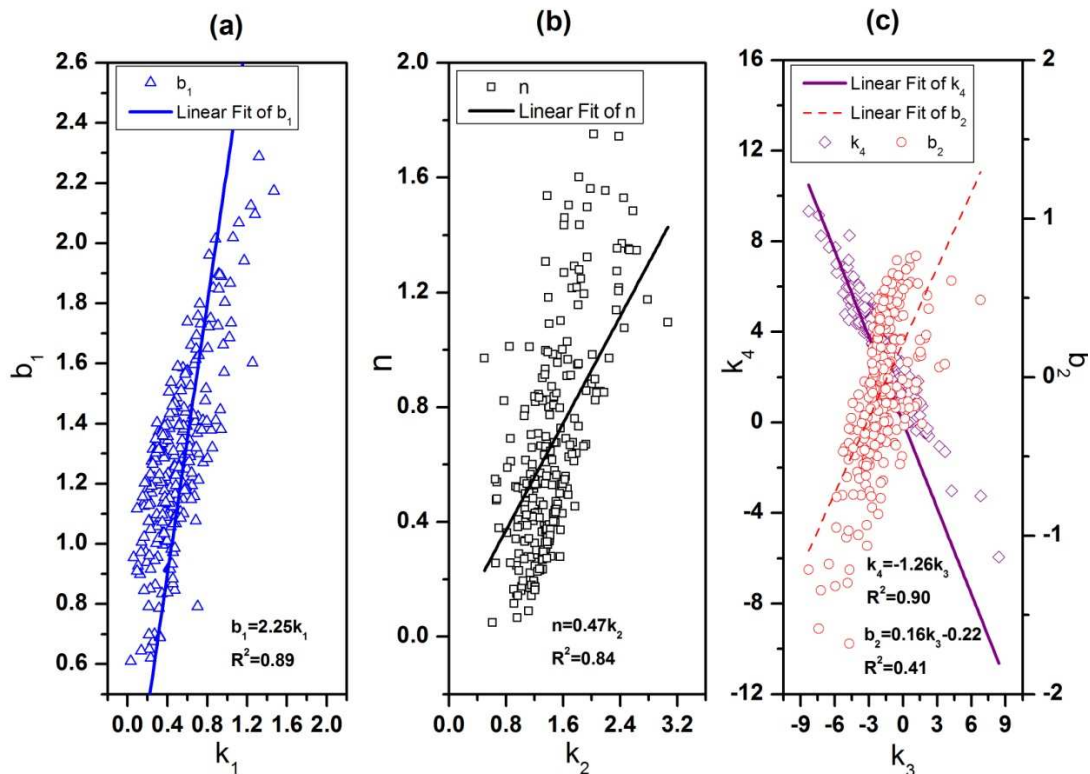 (a)
(b)
(c)
b₁
Linear Fit of b₁
2.6
2.4
2.2
2.0
1.8
1.6
1.4
1.2
1.0
0.8
0.6
b₁
b₁=2.25k₁
R²=0.89
0.0 0.4 0.8 1.2 1.6 2.0
k₁
n
Linear Fit of n
2.0
1.6
1.2
0.8
0.4
0.0
n
n=0.47k₂
R²=0.84
0.0 0.8 1.6 2.4 3.2
k₂
Linear Fit of k₄
Linear Fit of b₂
k₄ b₂
16
12
8
4
0
-4
-8
-12
k₄
2
1
0
-1
-2
b₂
k₄=-1.26k₃
R²=0.90
b₂=0.16k₃-0.22
R²=0.41
-9 -6 -3 0 3 6 9
k₃